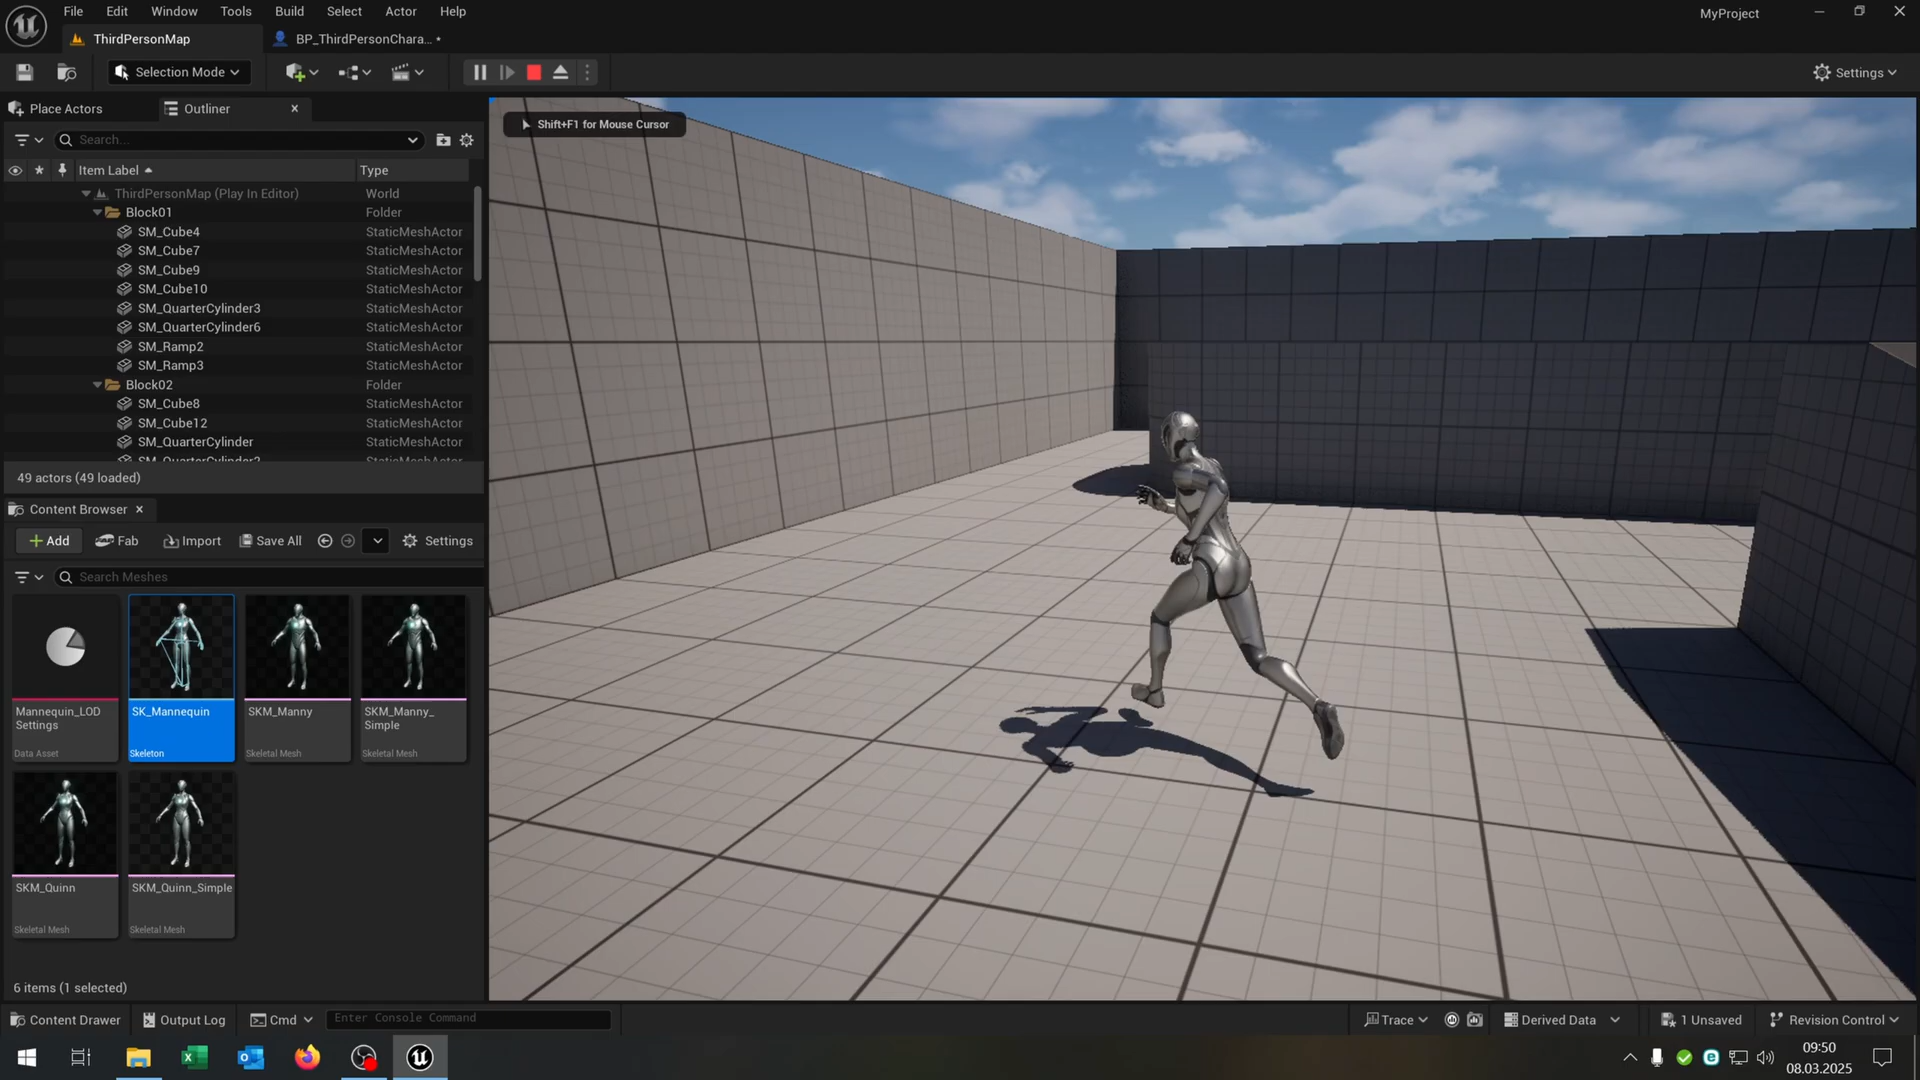 File Edit Window Tools Build Select Actor Help
MyProject
ThirdPersonMap
BP_ThirdPersonChara… •
Selection Mode
Settings
Place Actors
Outliner
Shift+F1 for Mouse Cursor
Search...
Item Label Type
ThirdPersonMap (Play In Editor) World
Block01 Folder
SM_Cube4 StaticMeshActor
SM_Cube7 StaticMeshActor
SM_Cube9 StaticMeshActor
SM_Cube10 StaticMeshActor
SM_QuarterCylinder3 StaticMeshActor
SM_QuarterCylinder6 StaticMeshActor
SM_Ramp2 StaticMeshActor
SM_Ramp3 StaticMeshActor
Block02 Folder
SM_Cube8 StaticMeshActor
SM_Cube12 StaticMeshActor
SM_QuarterCylinder StaticMeshActor
SM_QuarterCylinder2 StaticMeshActor
49 actors (49 loaded)
Content Browser
Add Fab Import Save All Settings
Search Meshes
Mannequin_LOD
Settings
Data Asset
SK_Mannequin
Skeleton
SKM_Manny
Skeletal Mesh
SKM_Manny_
Simple
Skeletal Mesh
SKM_Quinn
Skeletal Mesh
SKM_Quinn_Simple
Skeletal Mesh
6 items (1 selected)
Content Drawer Output Log Cmd Enter Console Command
Trace Derived Data 1 Unsaved Revision Control
09:50
08.03.2025